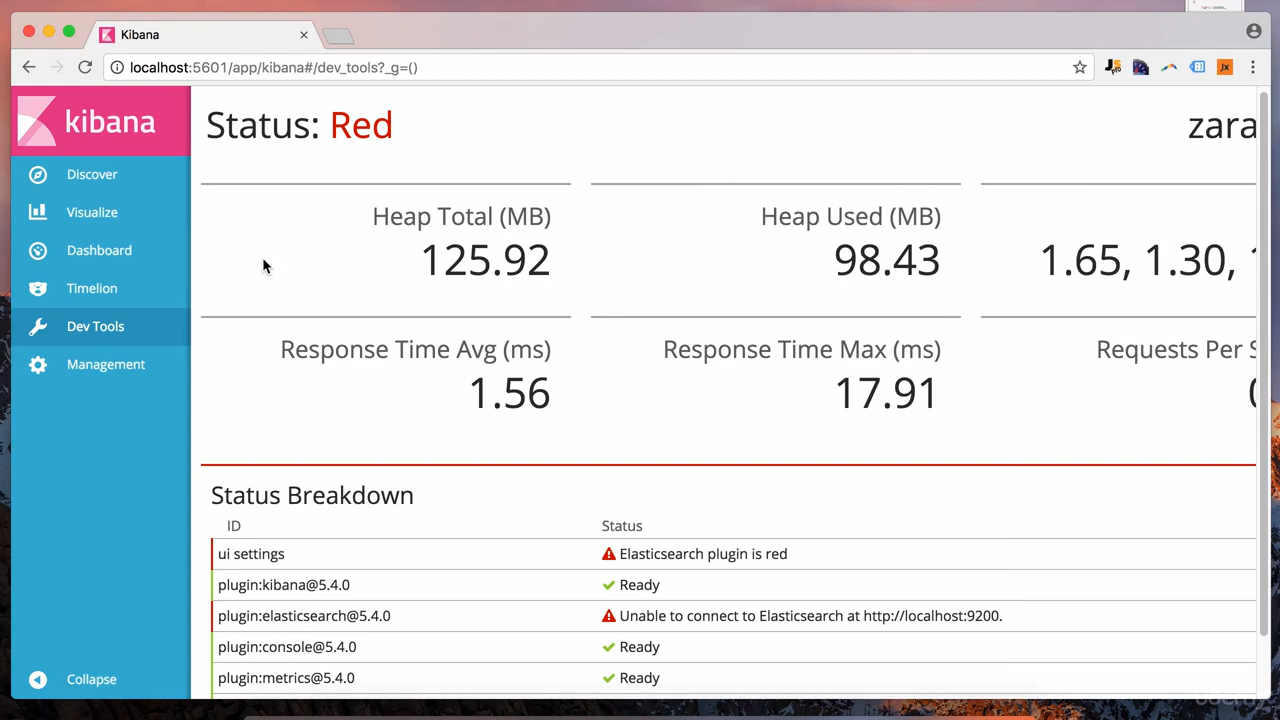 Kibana
localhost:5601/app/kibana#/dev_tools?_g=()
kibana
Discover
Visualize
Dashboard
Timelion
Dev Tools
Management
Collapse
Status: Red
zara
Heap Total (MB)
125.92
Heap Used (MB)
98.43
1.65, 1.30,
Response Time Avg (ms)
1.56
Response Time Max (ms)
17.91
Requests Per S
Status Breakdown
ID Status
ui settings Elasticsearch plugin is red
plugin:kibana@5.4.0 Ready
plugin:elasticsearch@5.4.0 Unable to connect to Elasticsearch at http://localhost:9200.
plugin:console@5.4.0 Ready
plugin:metrics@5.4.0 Ready